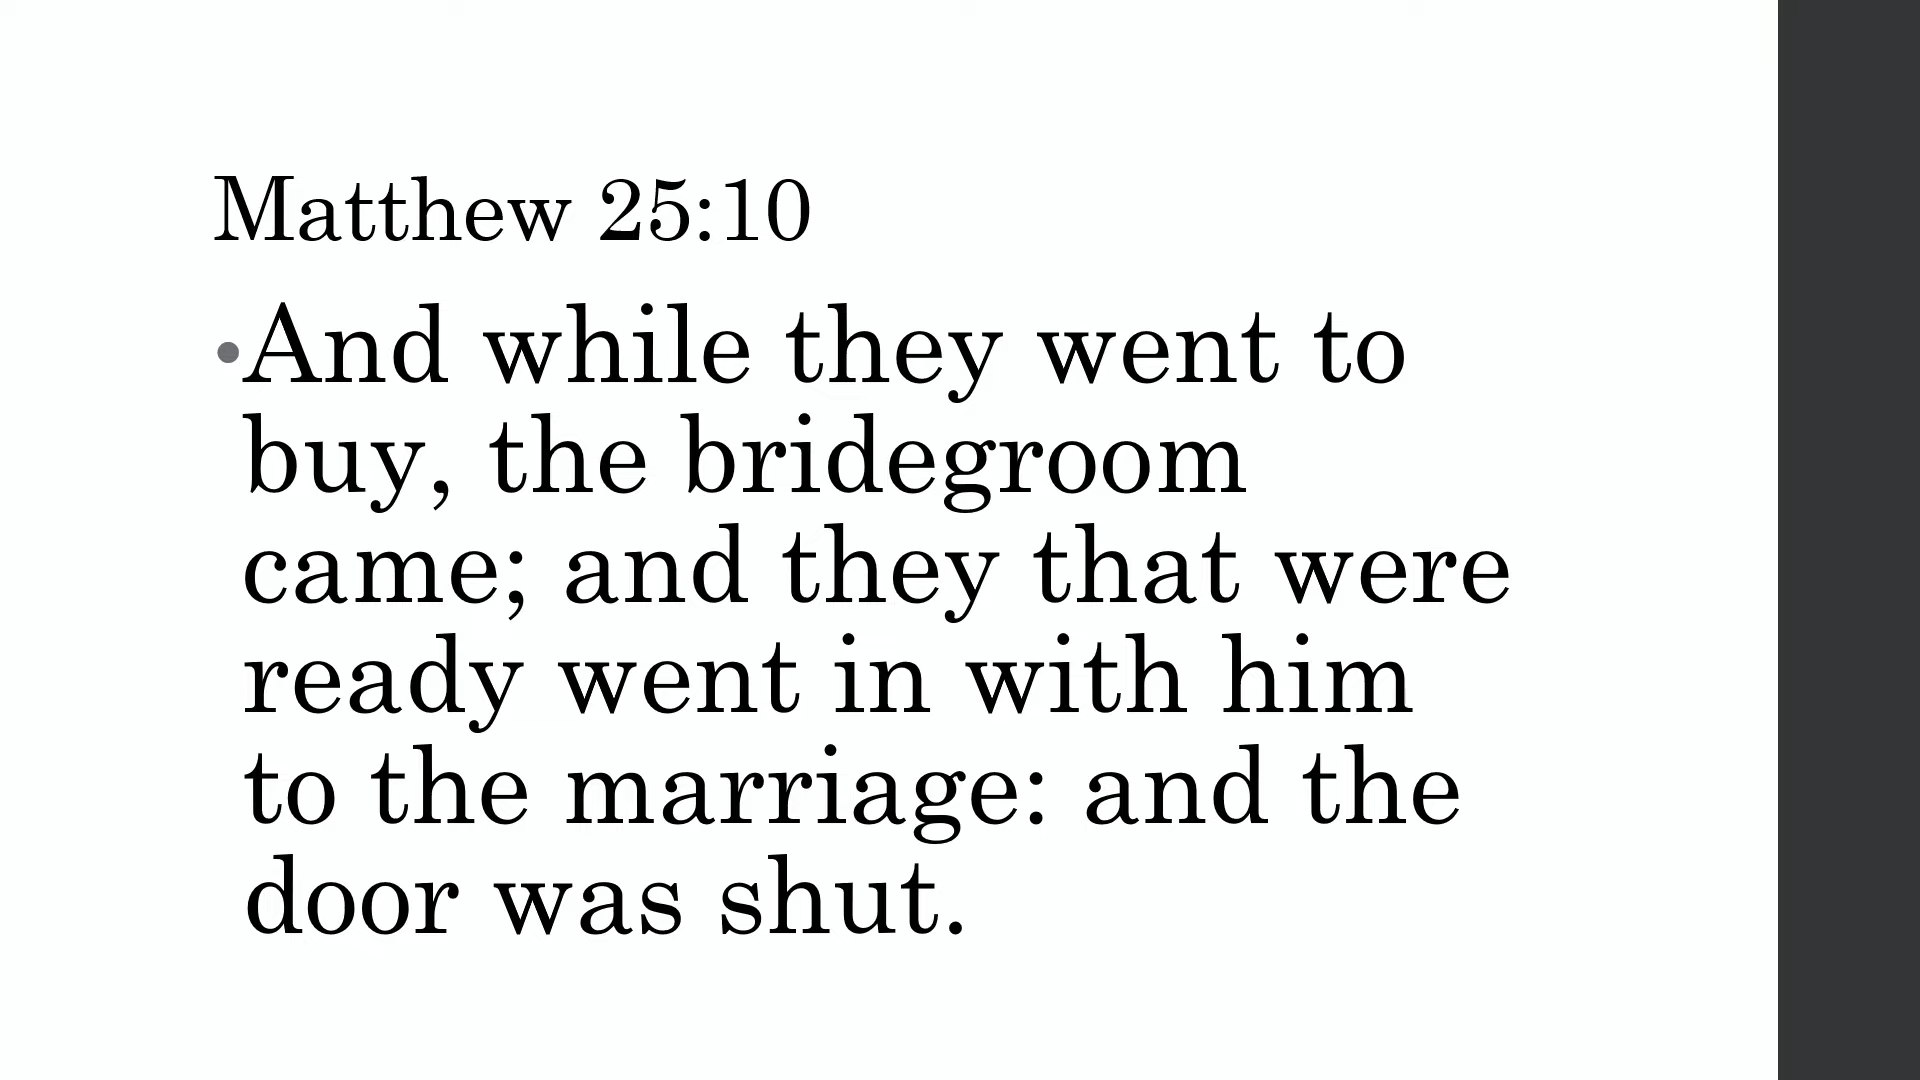 Matthew 25:10
•And while they went to
buy, the bridegroom
came; and they that were
ready went in with him
to the marriage: and the
door was shut.